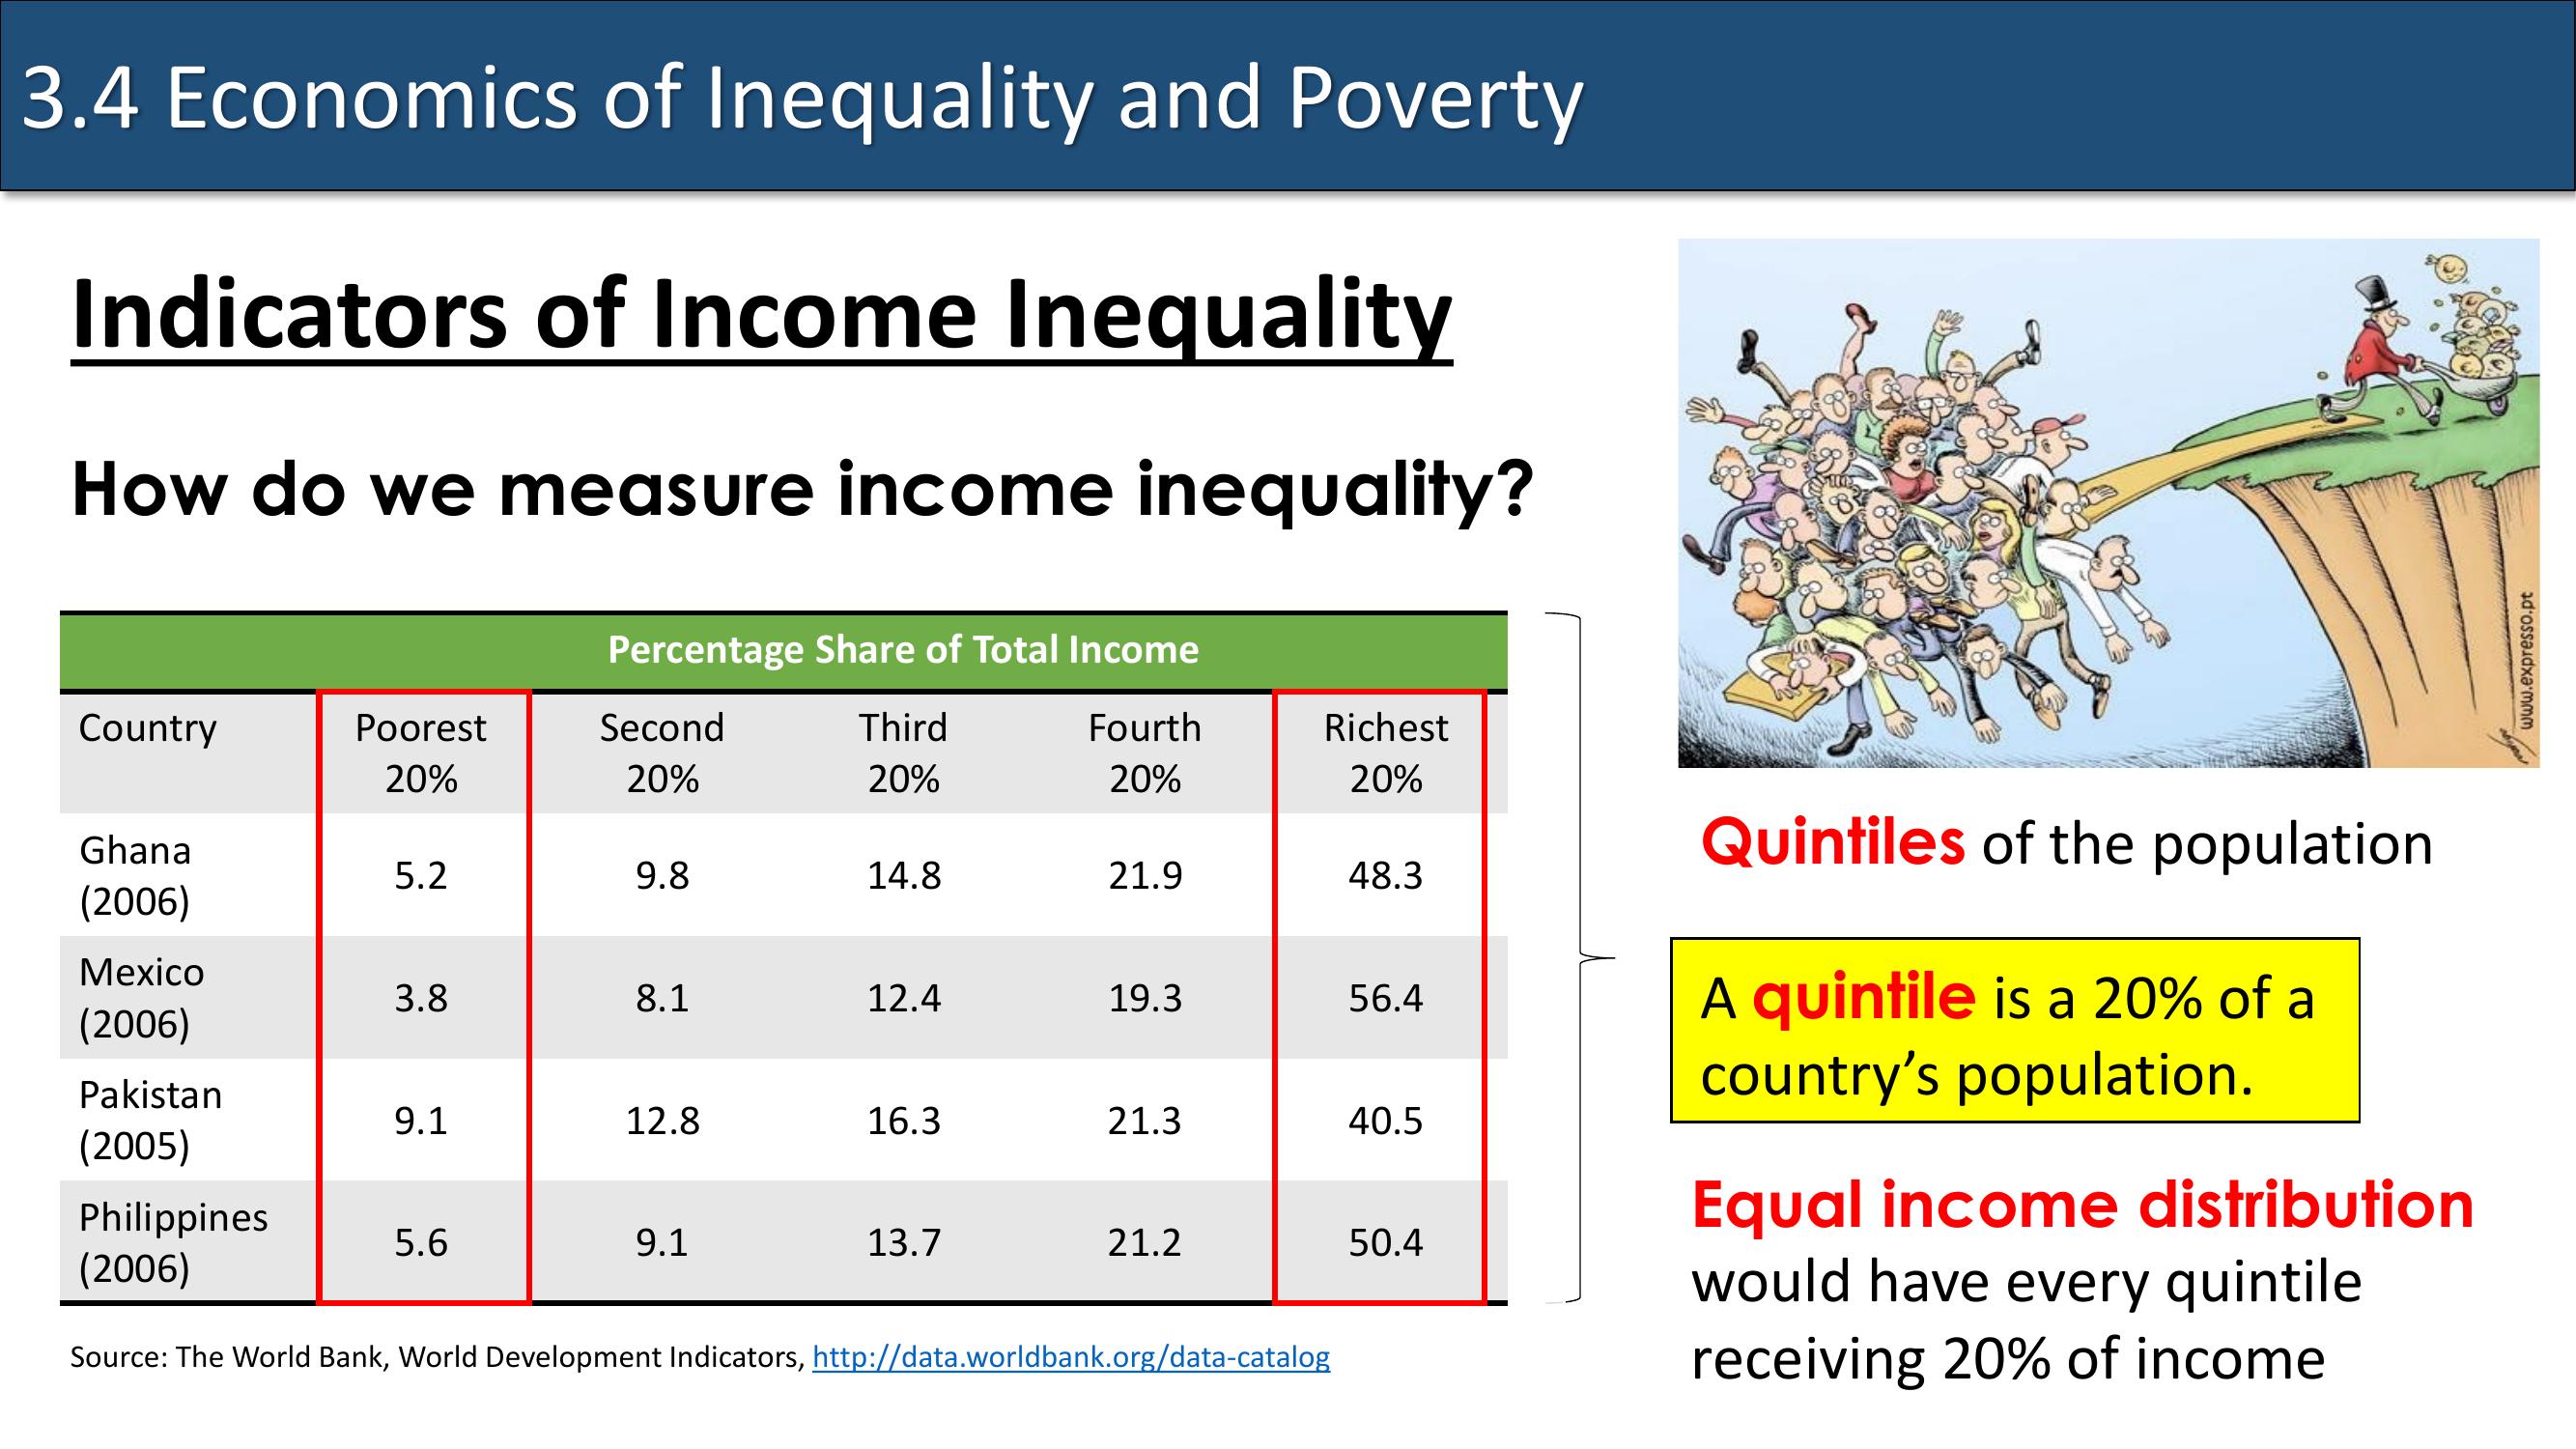 3.4 Economics of Inequality and Poverty
Indicators of Income Inequality
How do we measure income inequality?
Percentage Share of Total Income
Country Poorest 20% Second 20% Third 20% Fourth 20% Richest 20%
Ghana (2006) 5.2 9.8 14.8 21.9 48.3
Mexico (2006) 3.8 8.1 12.4 19.3 56.4
Pakistan (2005) 9.1 12.8 16.3 21.3 40.5
Philippines (2006) 5.6 9.1 13.7 21.2 50.4
Source: The World Bank, World Development Indicators, http://data.worldbank.org/data-catalog
www.expresso.pt
Quintiles of the population
A quintile is a 20% of a
country’s population.
Equal income distribution
would have every quintile
receiving 20% of income